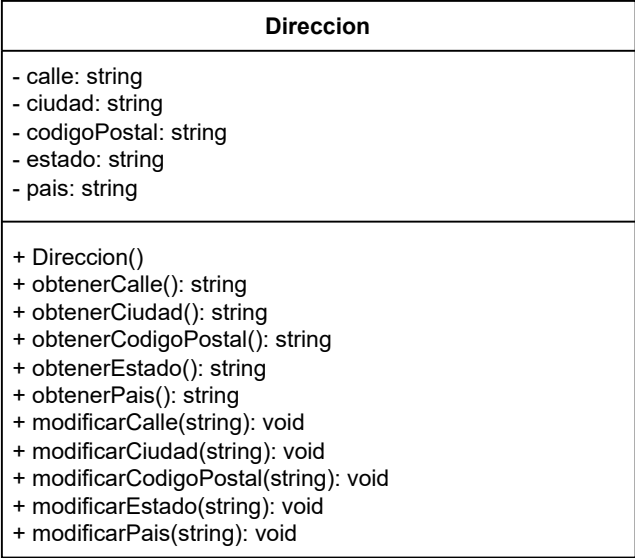 Direccion
- calle: string
- ciudad: string
- codigoPostal: string
- estado: string
- pais: string
+ Direccion()
+ obtenerCalle(): string
+ obtenerCiudad(): string
+ obtenerCodigoPostal(): string
+ obtenerEstado(): string
+ obtenerPais(): string
+ modificarCalle(string): void
+ modificarCiudad(string): void
+ modificarCodigoPostal(string): void
+ modificarEstado(string): void
+ modificarPais(string): void